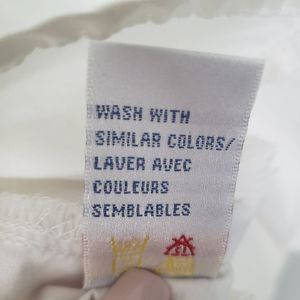 WASH WITH
SIMILAR COLORS/
LAVER AVEC
COULEURS
SEMBLABLES